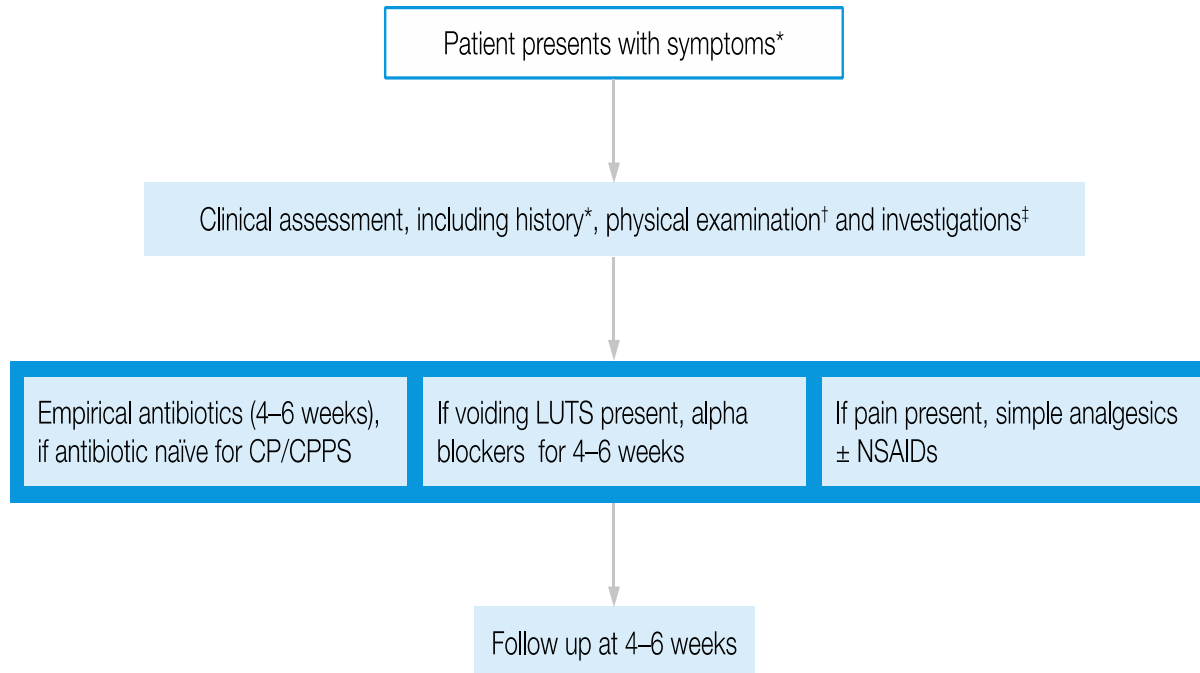 Patient presents with symptoms*
Clinical assessment, including history*, physical examination† and investigations‡
Empirical antibiotics (4–6 weeks),
if antibiotic naïve for CP/CPPS
If voiding LUTS present, alpha
blockers for 4–6 weeks
If pain present, simple analgesics
± NSAIDs
Follow up at 4–6 weeks